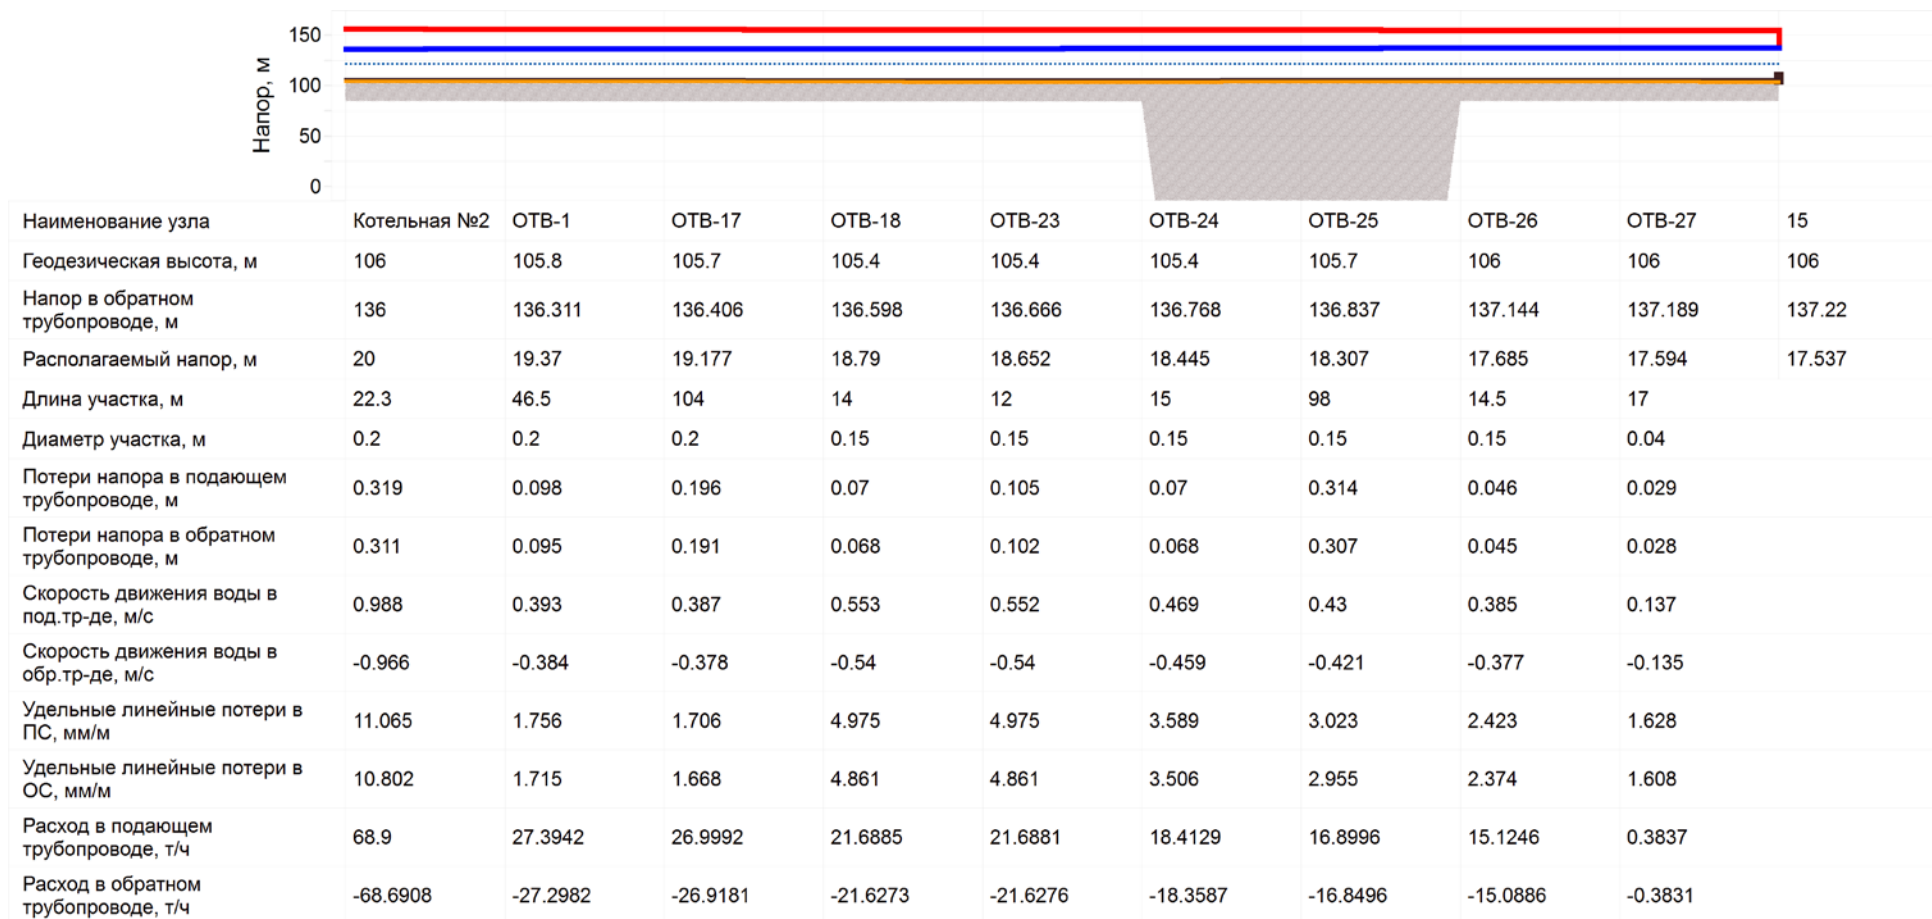 150
100
50
0
Напор, м
Наименование узла Котельная №2 ОТВ-1 ОТВ-17 ОТВ-18 ОТВ-23 ОТВ-24 ОТВ-25 ОТВ-26 ОТВ-27 15
Геодезическая высота, м 106 105.8 105.7 105.4 105.4 105.4 105.7 106 106 106
Напор в обратном
трубопроводе, м 136 136.311 136.406 136.598 136.666 136.768 136.837 137.144 137.189 137.22
Располагаемый напор, м 20 19.37 19.177 18.79 18.652 18.445 18.307 17.685 17.594 17.537
Длина участка, м 22.3 46.5 104 14 12 15 98 14.5 17
Диаметр участка, м 0.2 0.2 0.2 0.15 0.15 0.15 0.15 0.15 0.04
Потери напора в подающем
трубопроводе, м 0.319 0.098 0.196 0.07 0.105 0.07 0.314 0.046 0.029
Потери напора в обратном
трубопроводе, м 0.311 0.095 0.191 0.068 0.102 0.068 0.307 0.045 0.028
Скорость движения воды в
под.тр-де, м/с 0.988 0.393 0.387 0.553 0.552 0.469 0.43 0.385 0.137
Скорость движения воды в
обр.тр-де, м/с -0.966 -0.384 -0.378 -0.54 -0.54 -0.459 -0.421 -0.377 -0.135
Удельные линейные потери в
ПС, мм/м 11.065 1.756 1.706 4.975 4.975 3.589 3.023 2.423 1.628
Удельные линейные потери в
ОС, мм/м 10.802 1.715 1.668 4.861 4.861 3.506 2.955 2.374 1.608
Расход в подающем
трубопроводе, т/ч 68.9 27.3942 26.9992 21.6885 21.6881 18.4129 16.8996 15.1246 0.3837
Расход в обратном
трубопроводе, т/ч -68.6908 -27.2982 -26.9181 -21.6273 -21.6276 -18.3587 -16.8496 -15.0886 -0.3831